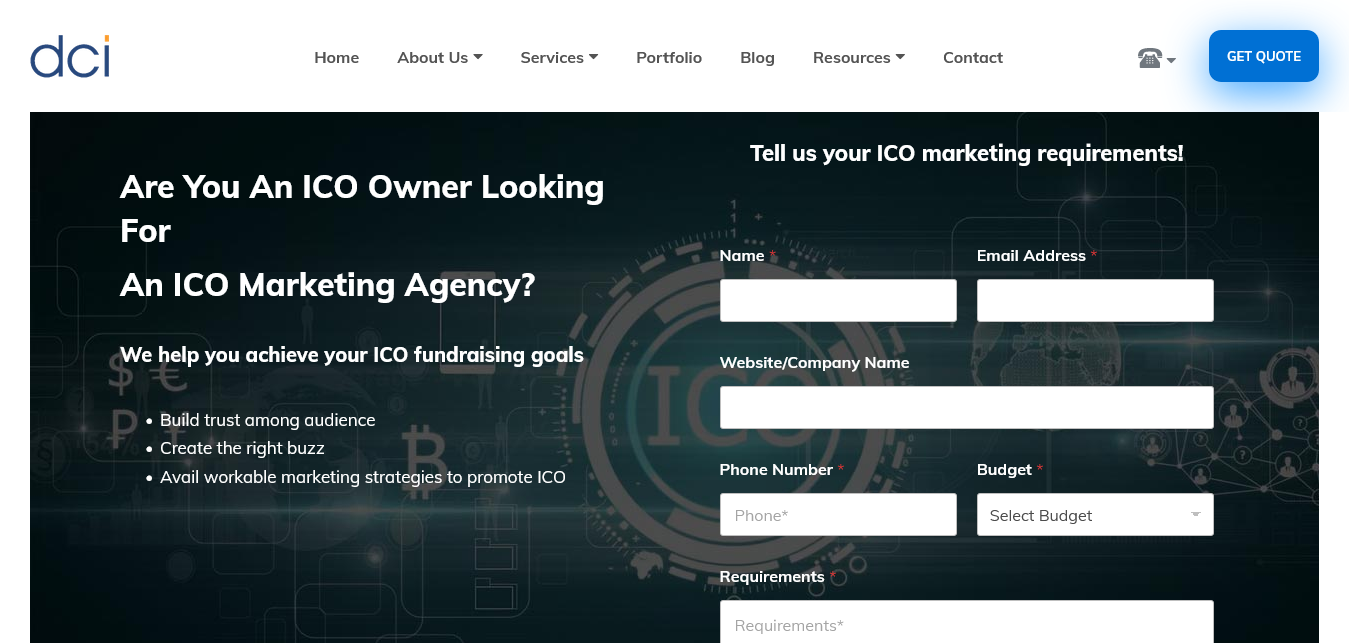 dci
Home
About Us
Services
Portfolio
Blog
Resources
Contact
GET QUOTE
Are You An ICO Owner Looking
For
An ICO Marketing Agency?
We help you achieve your ICO fundraising goals
• Build trust among audience
• Create the right buzz
• Avail workable marketing strategies to promote ICO
Tell us your ICO marketing requirements!
Name *
Email Address *
Website/Company Name
Phone Number *
Budget *
Phone*
Select Budget
Requirements *
Requirements*
ICO